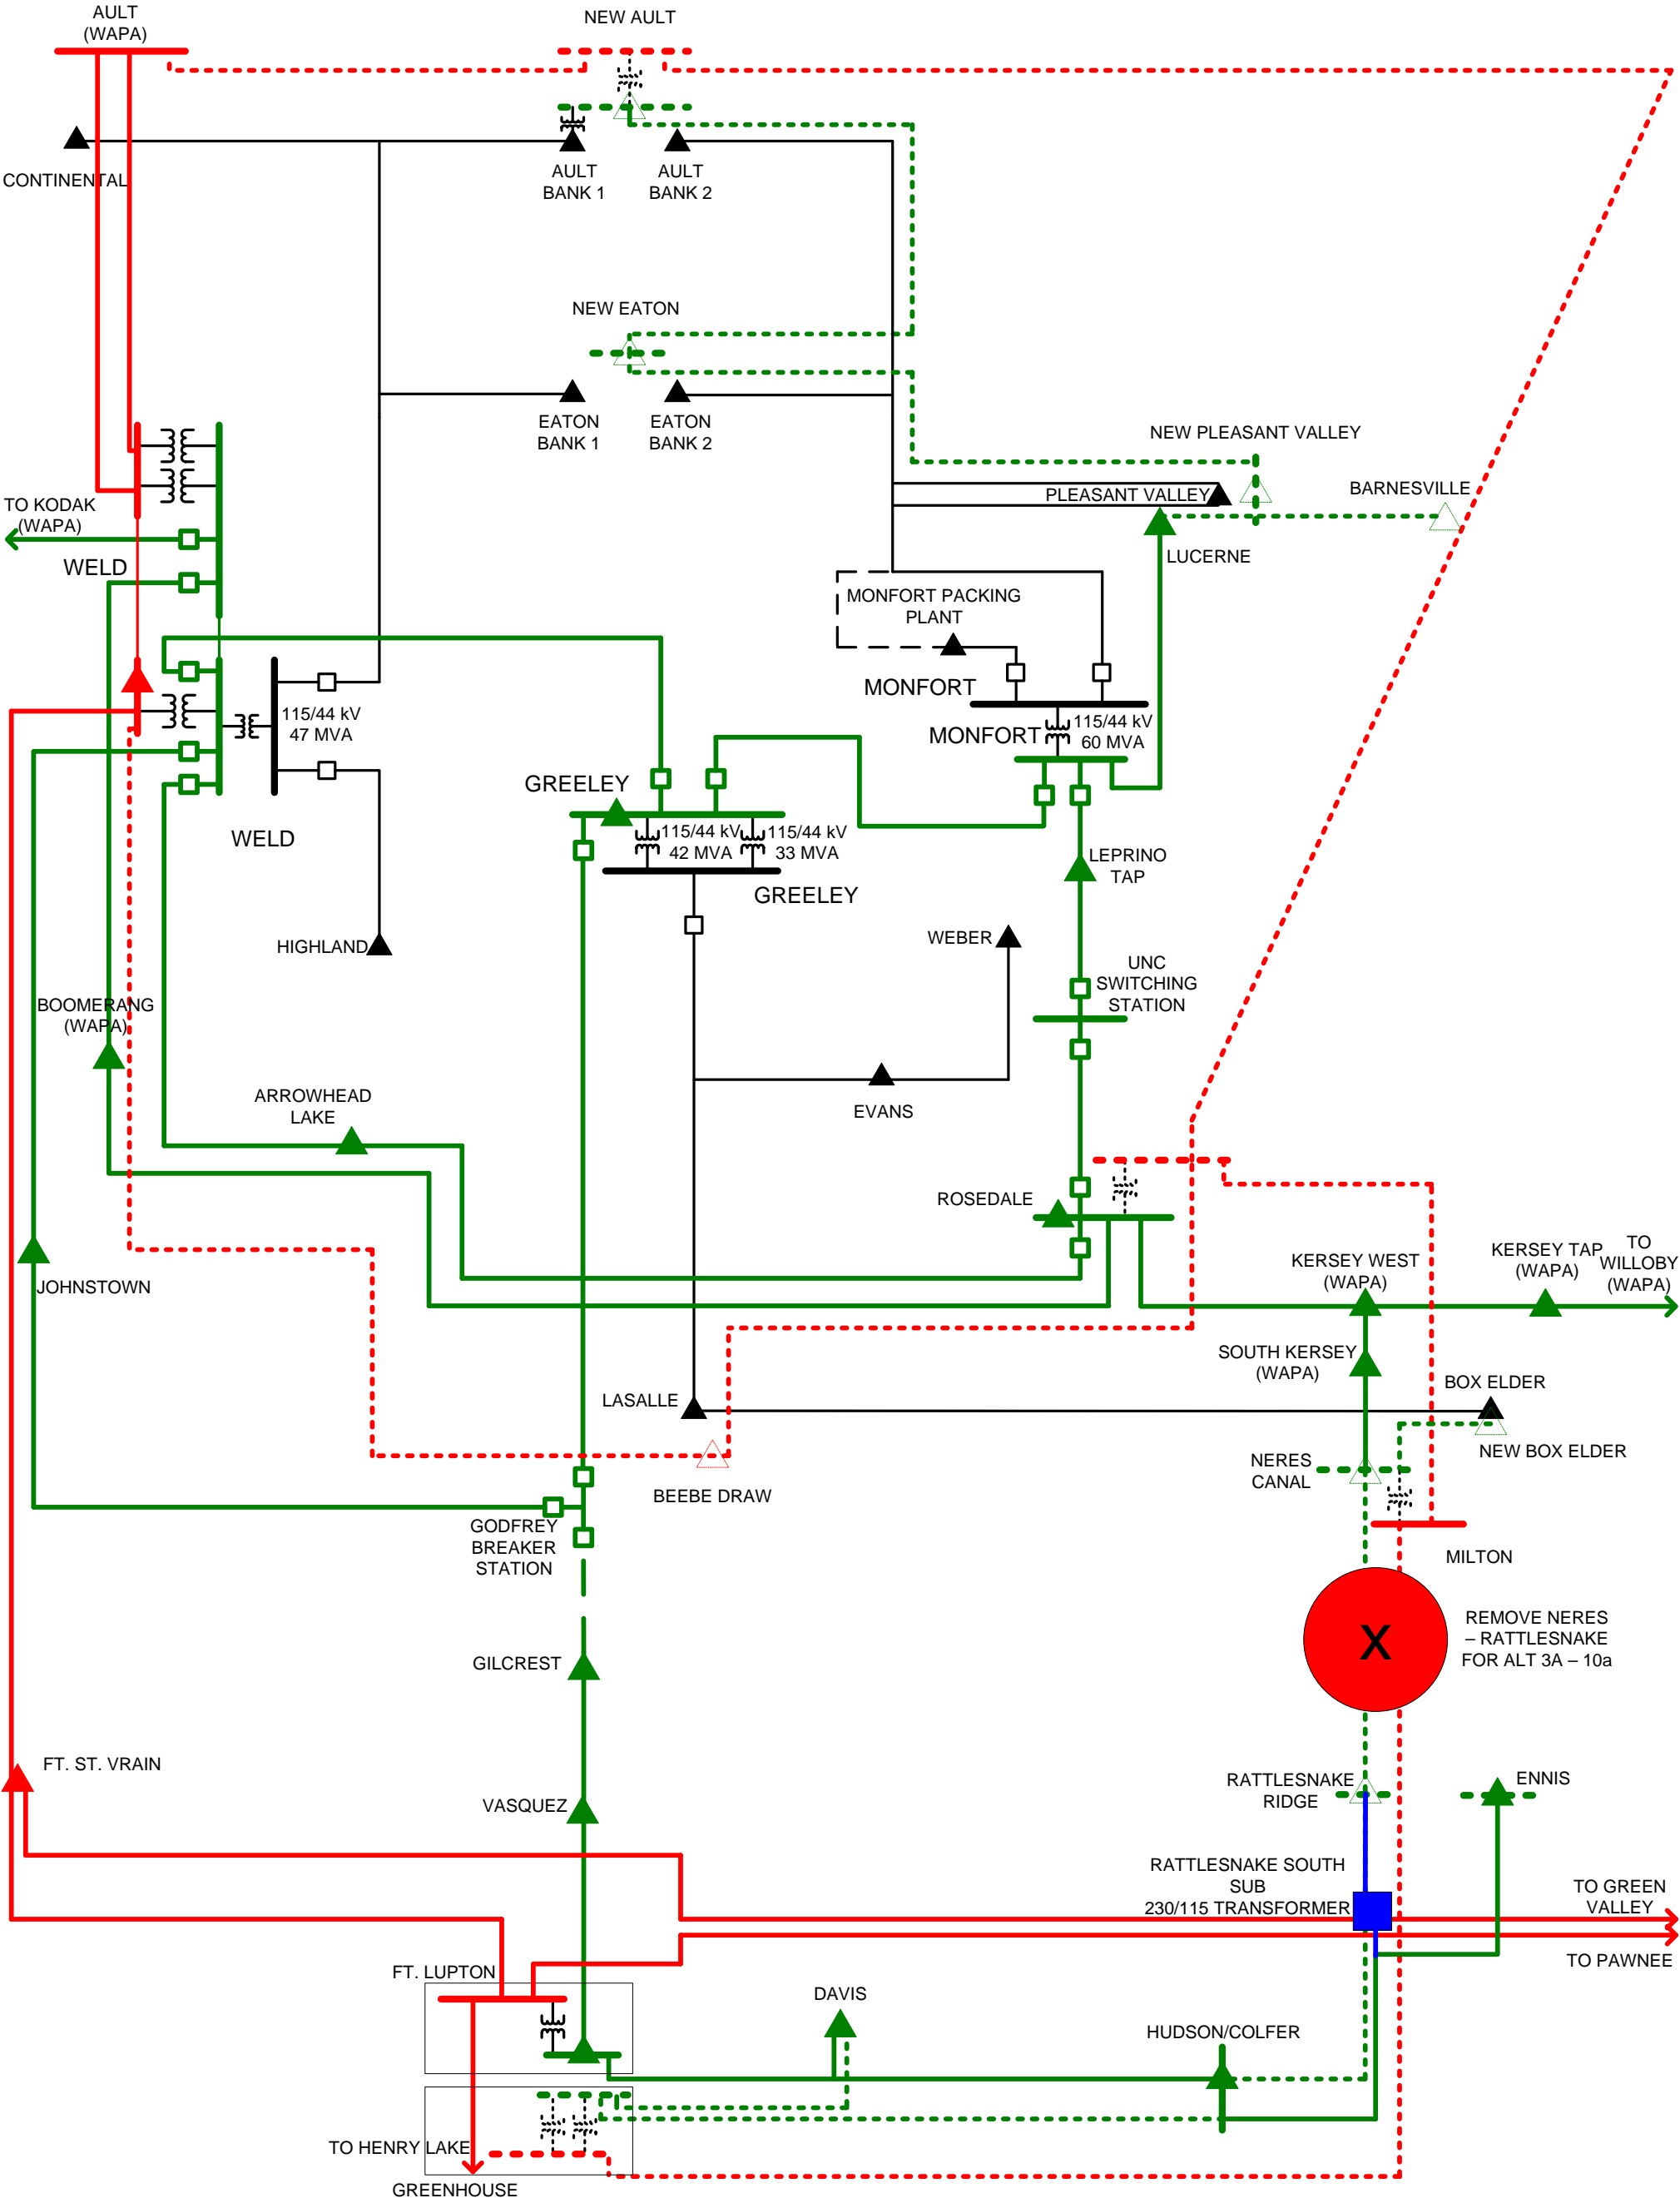 AULT
(WAPA)
NEW AULT
CONTINENTAL
AULT
BANK 1
AULT
BANK 2
NEW EATON
EATON
BANK 1
EATON
BANK 2
NEW PLEASANT VALLEY
PLEASANT VALLEY
BARNESVILLE
TO KODAK
(WAPA)
LUCERNE
WELD
MONFORT PACKING
PLANT
MONFORT
115/44 kV
47 MVA
MONFORT
115/44 kV
60 MVA
GREELEY
WELD
115/44 kV
42 MVA
115/44 kV
33 MVA
LEPRINO
TAP
GREELEY
HIGHLAND
WEBER
UNC
SWITCHING
STATION
BOOMERANG
(WAPA)
ARROWHEAD
LAKE
EVANS
ROSEDALE
JOHNSTOWN
KERSEY WEST
(WAPA)
KERSEY TAP
(WAPA)
TO
WILLOBY
(WAPA)
SOUTH KERSEY
(WAPA)
LASALLE
BOX ELDER
NEW BOX ELDER
NERES
CANAL
BEEBE DRAW
GODFREY
BREAKER
STATION
MILTON
X
REMOVE NERES
– RATTLESNAKE
FOR ALT 3A – 10a
GILCREST
FT. ST. VRAIN
VASQUEZ
RATTLESNAKE
RIDGE
ENNIS
RATTLESNAKE SOUTH
SUB
230/115 TRANSFORMER
TO GREEN
VALLEY
TO PAWNEE
FT. LUPTON
DAVIS
HUDSON/COLFER
TO HENRY LAKE
GREENHOUSE